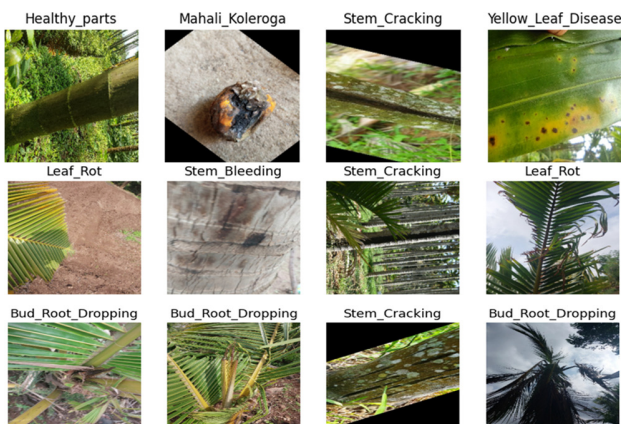 Healthy_parts
Mahali_Koleroga
Stem_Cracking
Yellow_Leaf_Disease
Leaf_Rot
Stem_Bleeding
Stem_Cracking
Leaf_Rot
Bud_Root_Dropping
Bud_Root_Dropping
Stem_Cracking
Bud_Root_Dropping